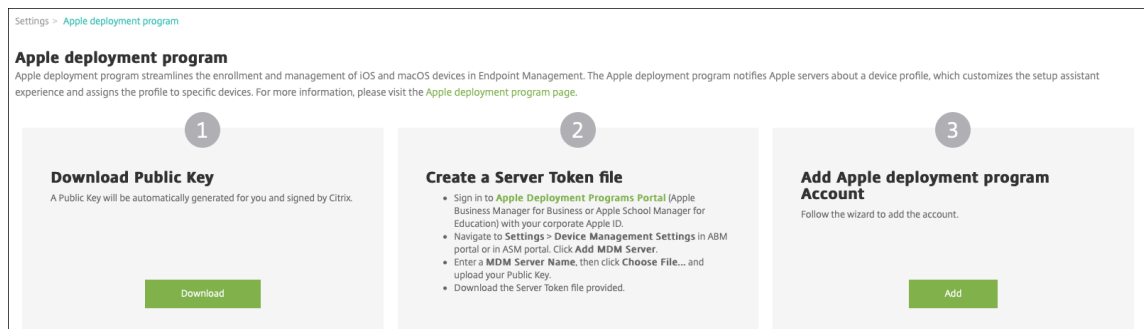 Settings > Apple deployment program
Apple deployment program
Apple deployment program streamlines the enrollment and management of iOS and macOS devices in Endpoint Management. The Apple deployment program notifies Apple servers about a device profile, which customizes the setup assistant
experience and assigns the profile to specific devices. For more information, please visit the Apple deployment program page.
1
Download Public Key
A Public Key will be automatically generated for you and signed by Citrix.
Download
2
Create a Server Token file
• Sign in to Apple Deployment Programs Portal (Apple
Business Manager for Business or Apple School Manager for
Education) with your corporate Apple ID.
• Navigate to Settings > Device Management Settings in ABM
portal or in ASM portal. Click Add MDM Server.
• Enter a MDM Server Name, then click Choose File... and
upload your Public Key.
• Download the Server Token file provided.
3
Add Apple deployment program
Account
Follow the wizard to add the account.
Add